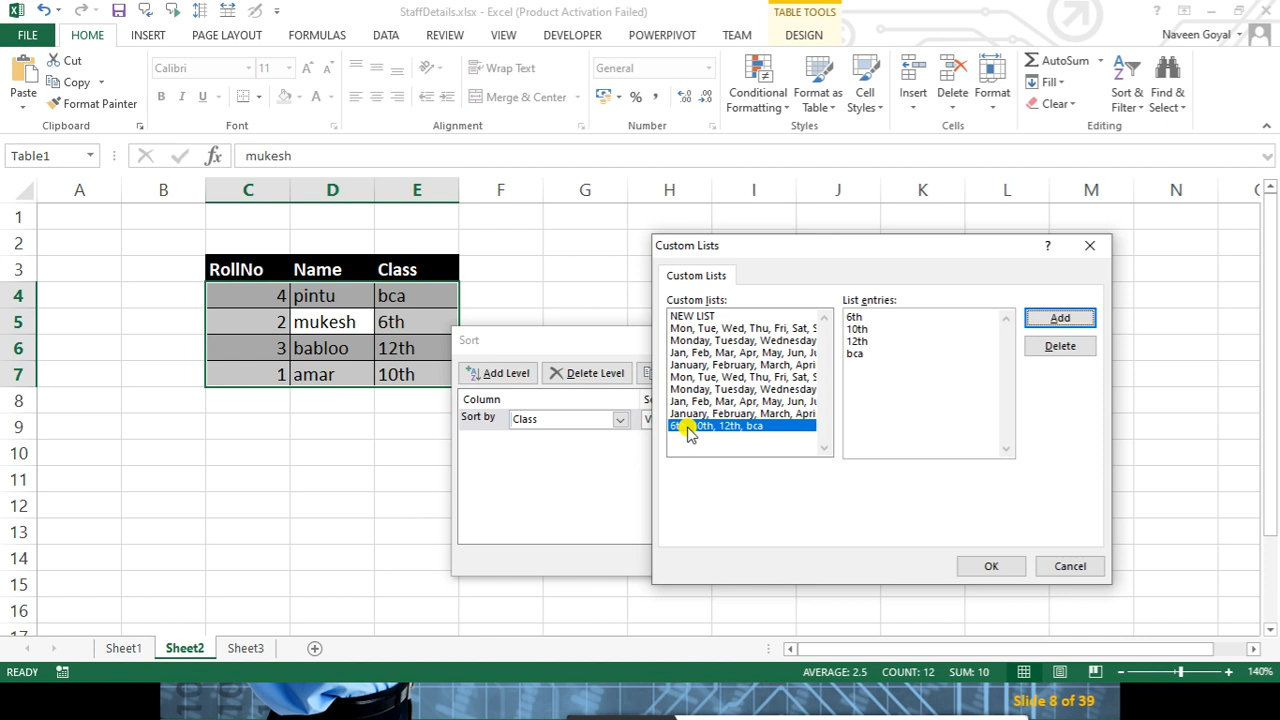 StaffDetails.xlsx - Excel (Product Activation Failed)
TABLE TOOLS
FILE
HOME
INSERT
PAGE LAYOUT
FORMULAS
DATA
REVIEW
VIEW
DEVELOPER
POWERPIVOT
TEAM
DESIGN
Naveen Goyal
Paste
Cut
Copy
Format Painter
Clipboard
Calibri
11
B I U
A
Font
Wrap Text
Merge & Center
Alignment
General
%
Number
Conditional Formatting
Format as Table
Cell Styles
Styles
Insert
Delete
Format
Cells
AutoSum
Fill
Clear
Sort & Filter
Find & Select
Editing
Table1
fx
mukesh
A B C D E F G H I J K L M N
1
2
3 RollNo Name Class
4 4 pintu bca
5 2 mukesh 6th
6 3 babloo 12th
7 1 amar 10th
8
9
10
11
12
13
14
15
16
Sort
Add Level
Delete Level
Column
Sort by
Class
Custom Lists
?
Custom Lists
Custom lists:
NEW LIST
Mon, Tue, Wed, Thu, Fri, Sat, S
Monday, Tuesday, Wednesday
Jan, Feb, Mar, Apr, May, Jun, Ju
January, February, March, Apri
Mon, Tue, Wed, Thu, Fri, Sat, S
Monday, Tuesday, Wednesday
Jan, Feb, Mar, Apr, May, Jun, Ju
January, February, March, Apri
12th, bca
List entries:
6th
10th
12th
bca
Add
Delete
OK
Cancel
Sheet1
Sheet2
Sheet3
READY
AVERAGE: 2.5
COUNT: 12
SUM: 10
140%
Slide 8 of 39